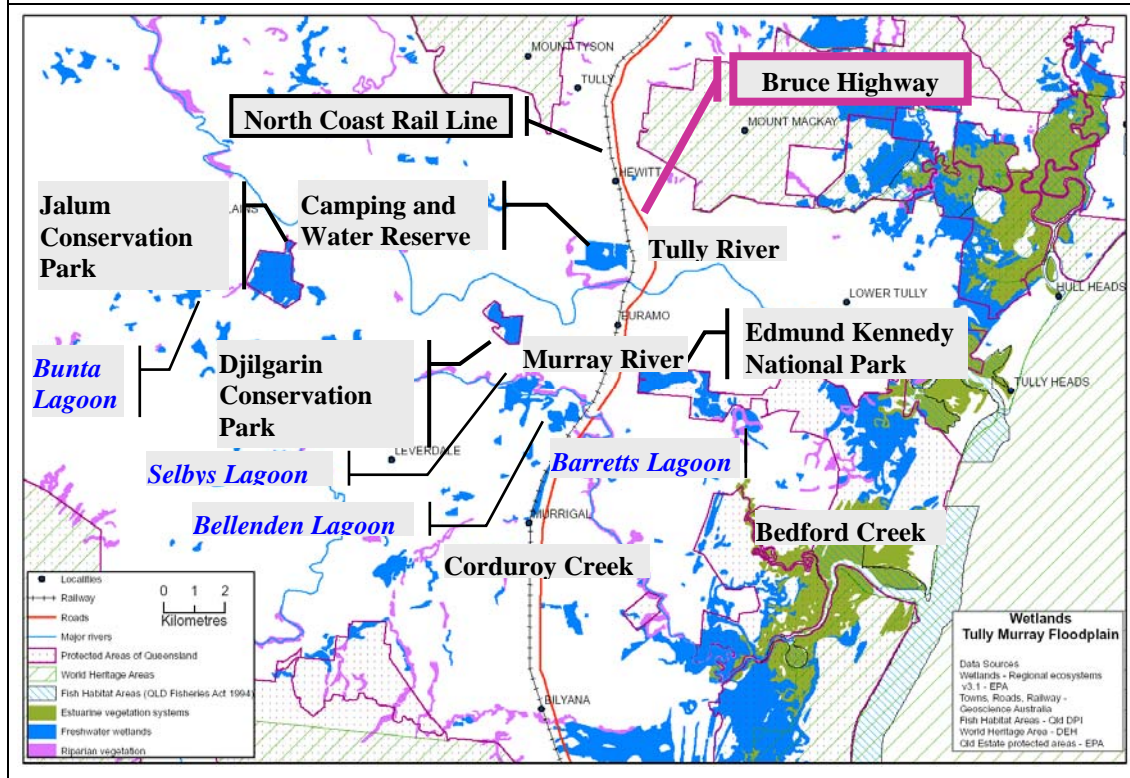 MOUNT TYSON
TULLY
Bruce Highway
North Coast Rail Line
MOUNT MACKAY
HEWITT
Jalum
Conservation
Park
Camping and
Water Reserve
Tully River
LOWER TULLY
HULL HEADS
EURAMO
Bunta
Lagoon
Djilgarin
Conservation
Park
Murray River
Edmund Kennedy
National Park
TULLY HEADS
LEVERDALE
Selbys Lagoon
Barretts Lagoon
Bellenden Lagoon
MURRIGAL
Corduroy Creek
Bedford Creek
BILYANA
Localities
Railway
Roads
Major rivers
Protected Areas of Queensland
World Heritage Areas
Fish Habitat Areas (QLD Fisheries Act 1994)
Estuarine vegetation systems
Freshwater wetlands
Riparian vegetation
0 1 2
Kilometres
Wetlands
Tully Murray Floodplain
Data Sources
Wetlands - Regional ecosystems
v3.1 - EPA
Towns, Roads, Railway -
Geoscience Australia
Fish Habitat Areas - Qld DPI
World Heritage Area - DEH
Qld Estate protected areas - EPA